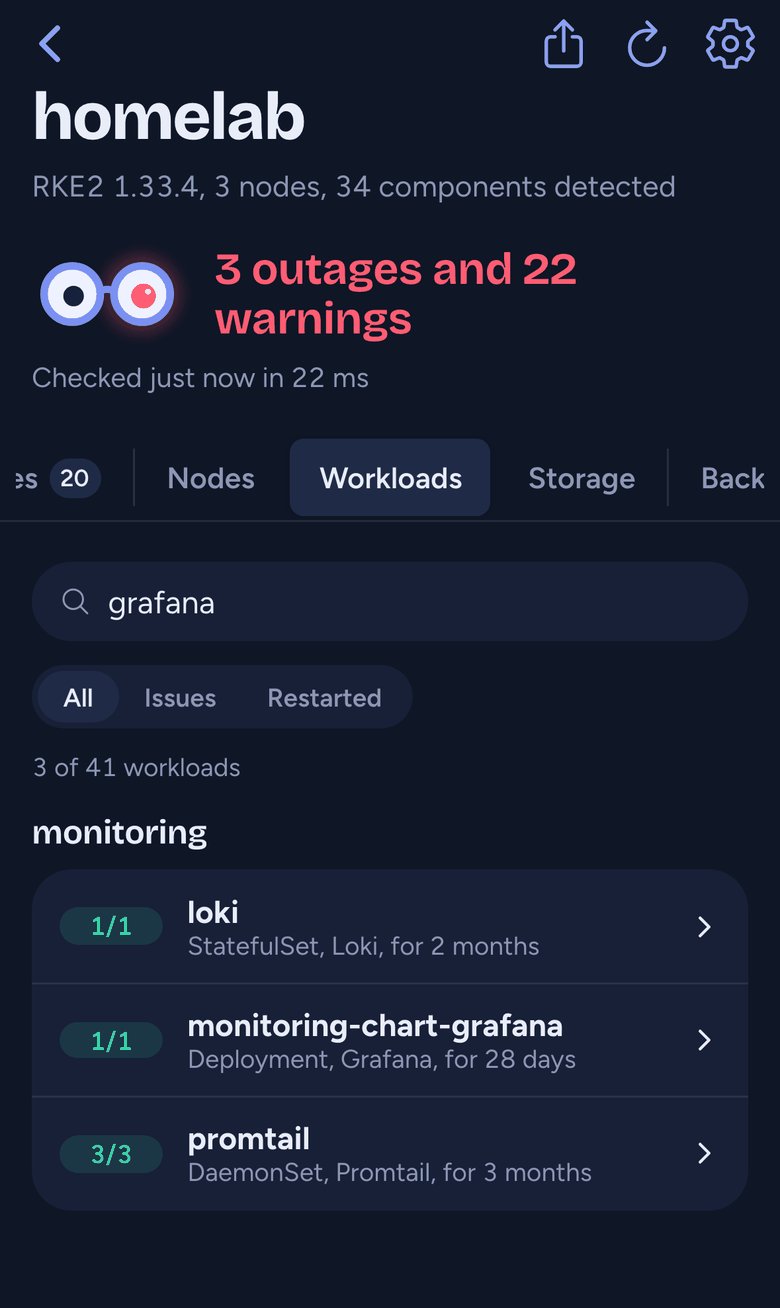 homelab
RKE2 1.33.4, 3 nodes, 34 components detected
3 outages and 22
warnings
Checked just now in 22 ms
es 20 Nodes Workloads Storage Back
grafana
All Issues Restarted
3 of 41 workloads
monitoring
1/1 loki
StatefulSet, Loki, for 2 months
1/1 monitoring-chart-grafana
Deployment, Grafana, for 28 days
3/3 promtail
DaemonSet, Promtail, for 3 months